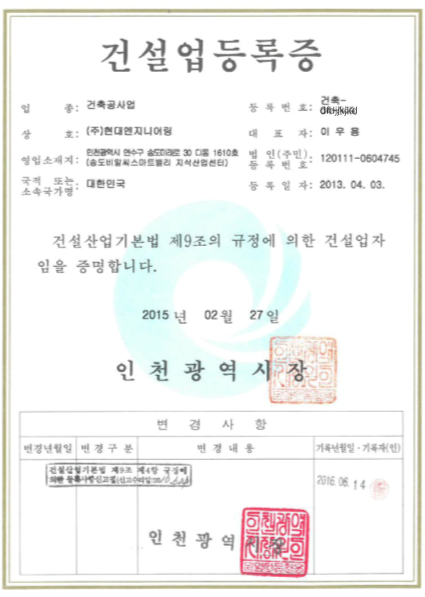 건설업등록증
업 종: 건축공사업
등 록 번 호: 건축-
상 호: (주)현대엔지니어링
대 표 자: 이 우 용
영업소재지: 인천광역시 연수구 송도미래로 30 디동 1610호
(송도비알씨스마트밸리 지식산업센터)
법 인(주민)
등 록 번 호 : 120111-0604745
국적 또는
소속국가명: 대한민국
등 록 일 자: 2013. 04. 03.
건설산업기본법 제9조의 규정에 의한 건설업자
임을 증명합니다.
2015 년 02 월 27 일
인 천 광 역 시 장
변 경 사 항
변경년월일 변 경 구 분 변 경 내 용 기록년월일·기록자(인)
건설산업기본법 제9조 제4항 규정에
의한 등록사항신고필
2016. 06. 14
인 천 광 역 시 장